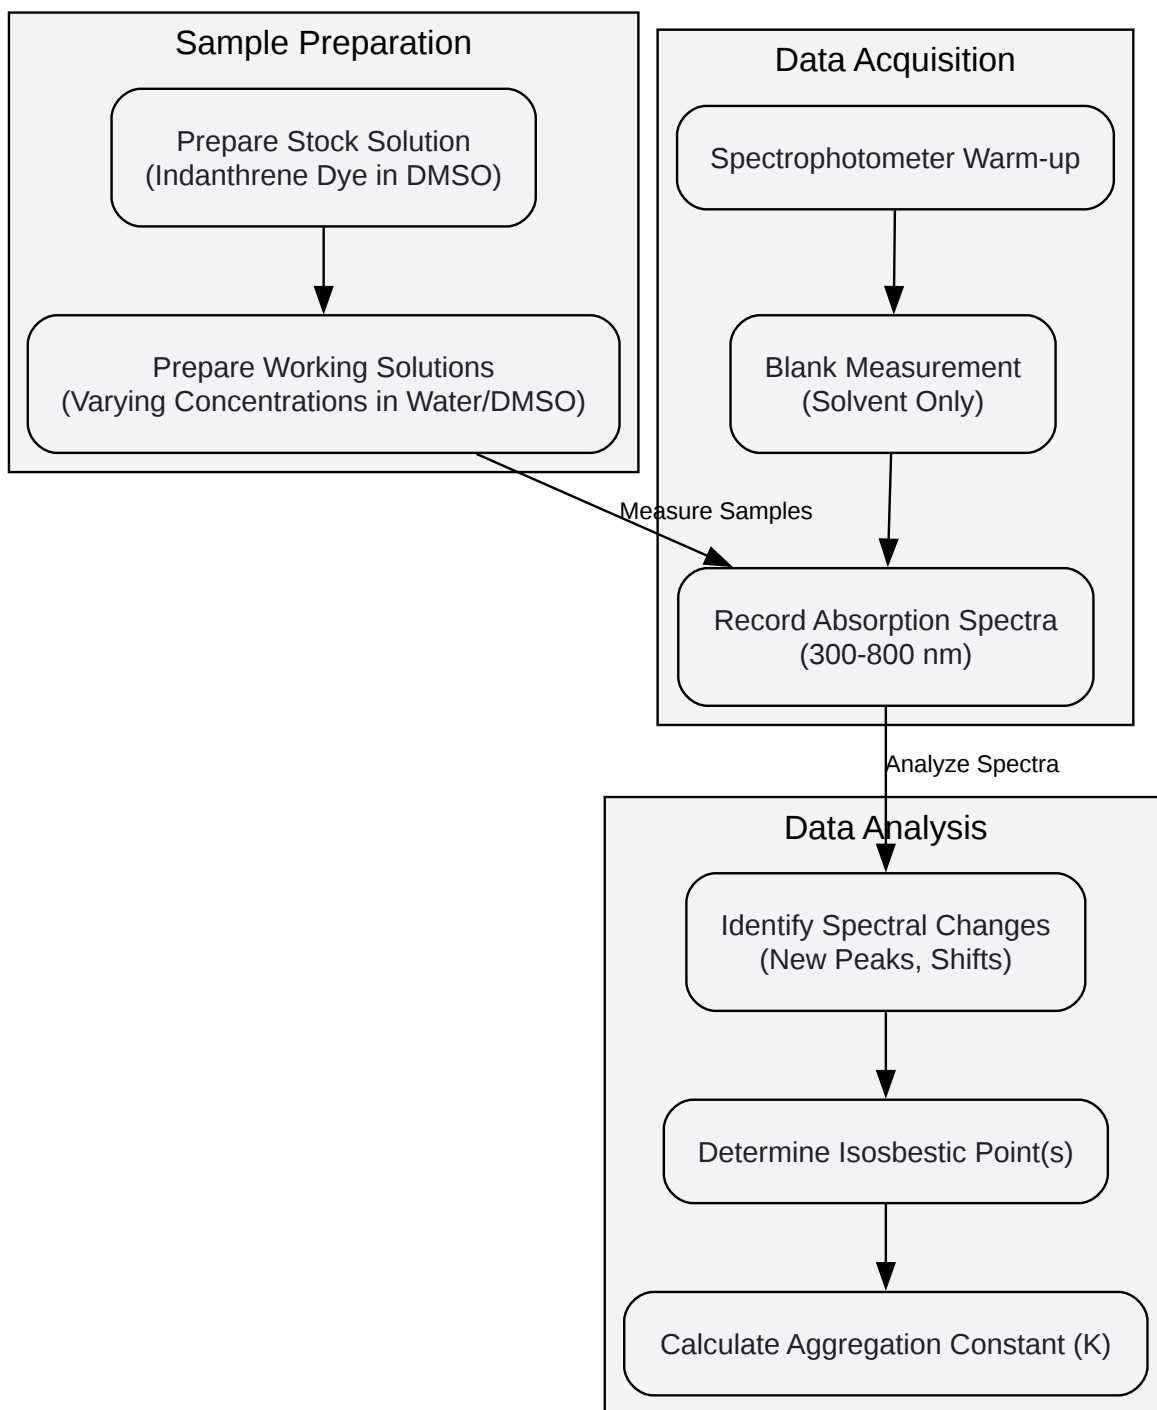 Sample Preparation
Prepare Stock Solution
(Indanthrene Dye in DMSO)
Prepare Working Solutions
(Varying Concentrations in Water/DMSO)
Data Acquisition
Spectrophotometer Warm-up
Blank Measurement
(Solvent Only)
Measure Samples
Record Absorption Spectra
(300-800 nm)
Analyze Spectra
Data Analysis
Identify Spectral Changes
(New Peaks, Shifts)
Determine Isosbestic Point(s)
Calculate Aggregation Constant (K)